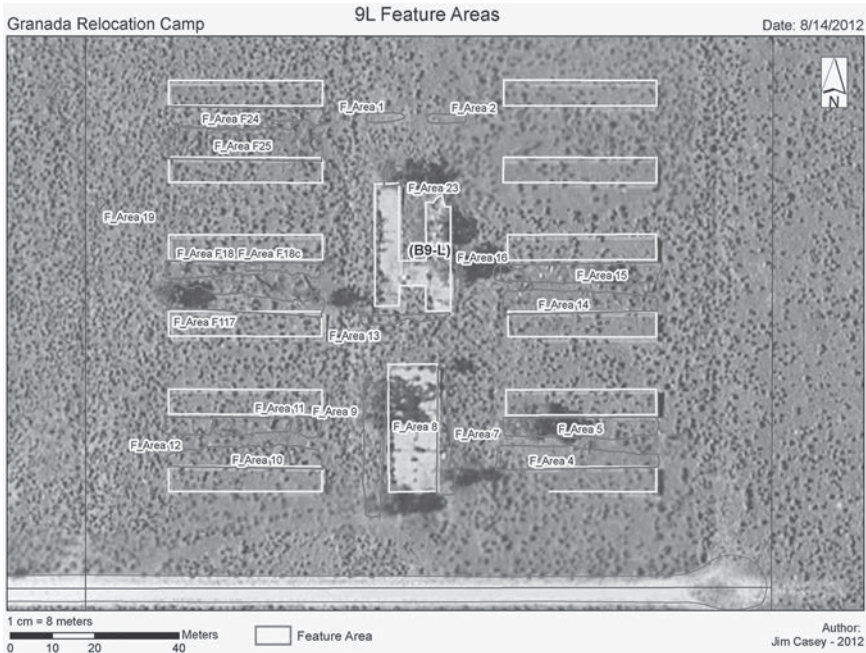 9L Feature Areas
Granada Relocation Camp
Date: 8/14/2012
N
F_Area 1
F_Area 2
F_Area F24
F_Area F25
F_Area 23
F_Area 19
(B9-L)
F_Area F18
F_Area F18c
F_Area 16
F_Area 15
F_Area 14
F_Area F117
F_Area 13
F_Area 11
F_Area 9
F_Area 8
F_Area 7
F_Area 5
F_Area 12
F_Area 10
F_Area 4
1 cm = 8 meters
Meters
0 10 20 40
Feature Area
Author:
Jim Casey - 2012